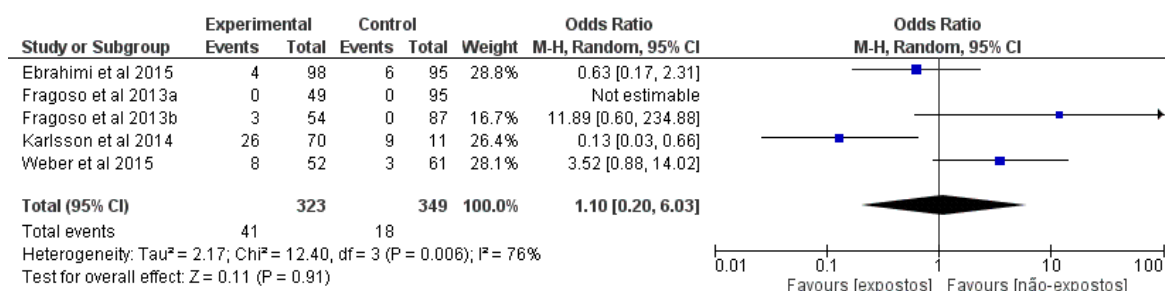 Experimental Control Odds Ratio Odds Ratio
Study or Subgroup Events Total Events Total Weight M-H, Random, 95% CI M-H, Random, 95% CI
Ebrahimi et al 2015 4 98 6 95 28.8% 0.63 [0.17, 2.31]
Fragoso et al 2013a 0 49 0 95 Not estimable
Fragoso et al 2013b 3 54 0 87 16.7% 11.89 [0.60, 234.88]
Karlsson et al 2014 26 70 9 11 26.4% 0.13 [0.03, 0.66]
Weber et al 2015 8 52 3 61 28.1% 3.52 [0.88, 14.02]
Total (95% CI) 323 349 100.0% 1.10 [0.20, 6.03]
Total events 41 18
Heterogeneity: Tau² = 2.17; Chi² = 12.40, df = 3 (P = 0.006); I² = 76%
Test for overall effect: Z = 0.11 (P = 0.91)
0.01 0.1 1 10 100
Favours [expostos] Favours [não-expostos]